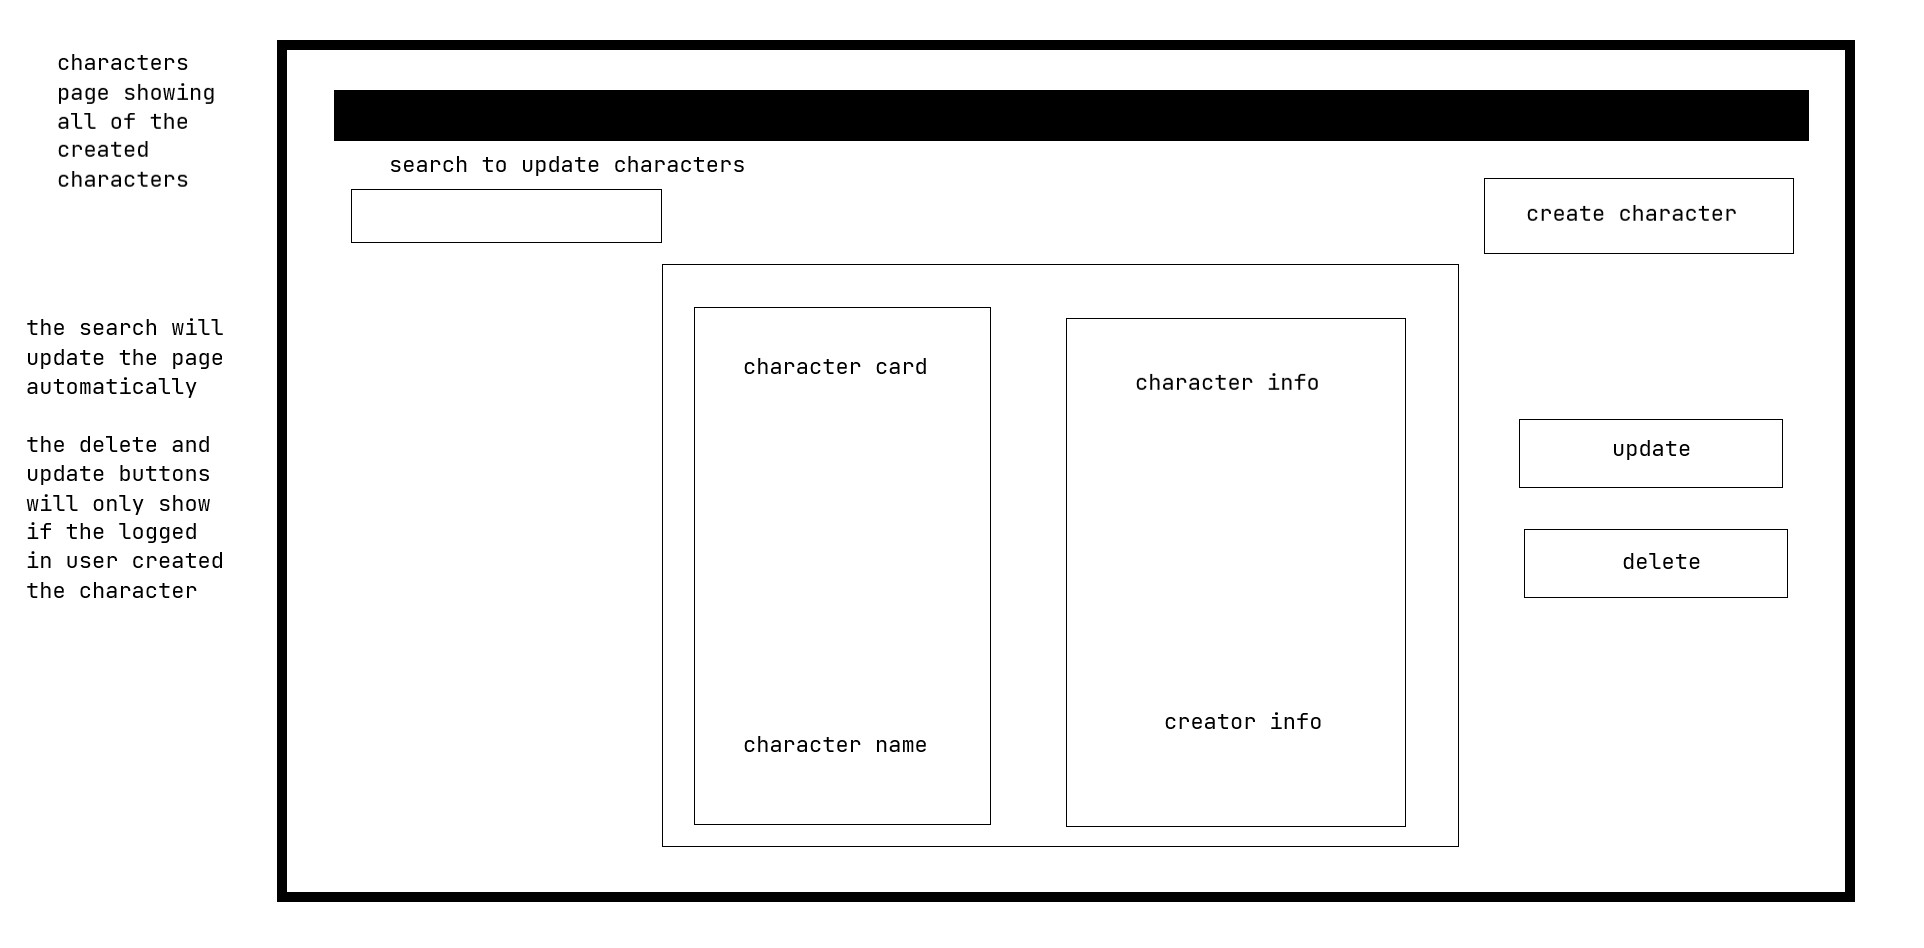 characters
page showing
all of the
created
characters
the search will
update the page
automatically
the delete and
update buttons
will only show
if the logged
in user created
the character
search to update characters
create character
character card
character info
update
delete
creator info
character name